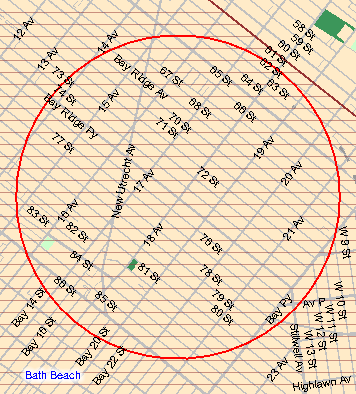 12 Av
13 Av
14 Av
58 St
59 St
60 St
61 St
62 St
63 St
64 St
65 St
66 St
67 St
68 St
Bay Ridge Av
70 St
71 St
72 St
73 St
74 St
Bay Ridge Py
77 St
15 Av
New Utrecht Av
17 Av
19 Av
20 Av
21 Av
16 Av
18 Av
83 St
82 St
84 St
81 St
86 St
85 St
78 St
79 St
80 St
W 9 St
W 10 St
W 11 St
W 12 St
W 13 St
Bay Py
Av P
Stillwell Av
Bay 14 St
Bay 19 St
Bay 20 St
Bay 22 St
23 Av
Highlawn Av
Bath Beach